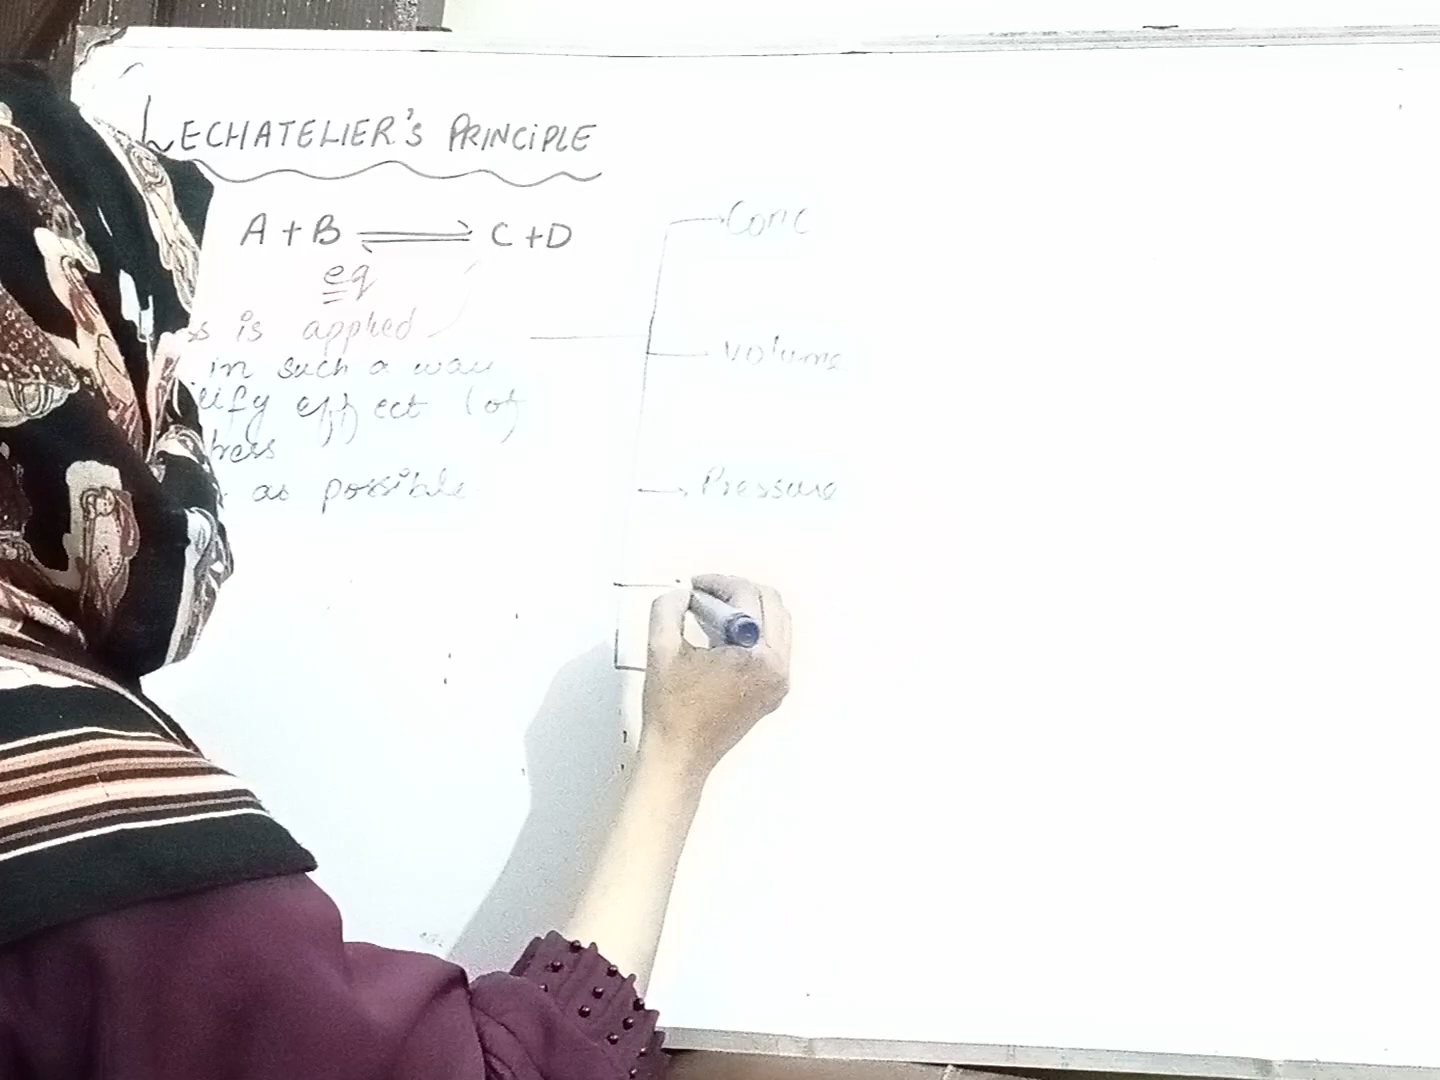 LECHATELIER'S PRINCIPLE
A + B ⇌ C + D
eq
is applied
in such a way
effect (of
as possible
Conc
Volume
Pressure